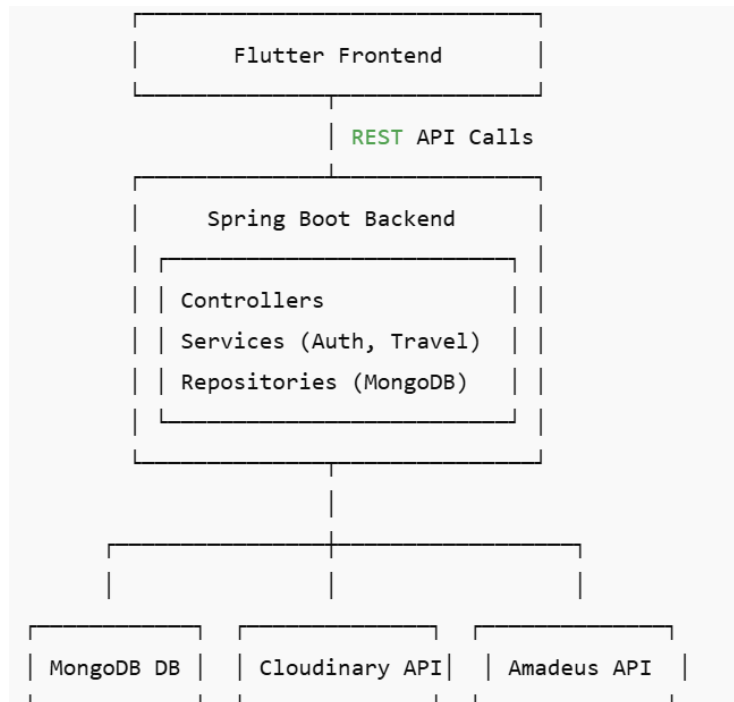 Flutter Frontend
REST API Calls
Spring Boot Backend
Controllers
Services (Auth, Travel)
Repositories (MongoDB)
MongoDB DB Cloudinary API Amadeus API